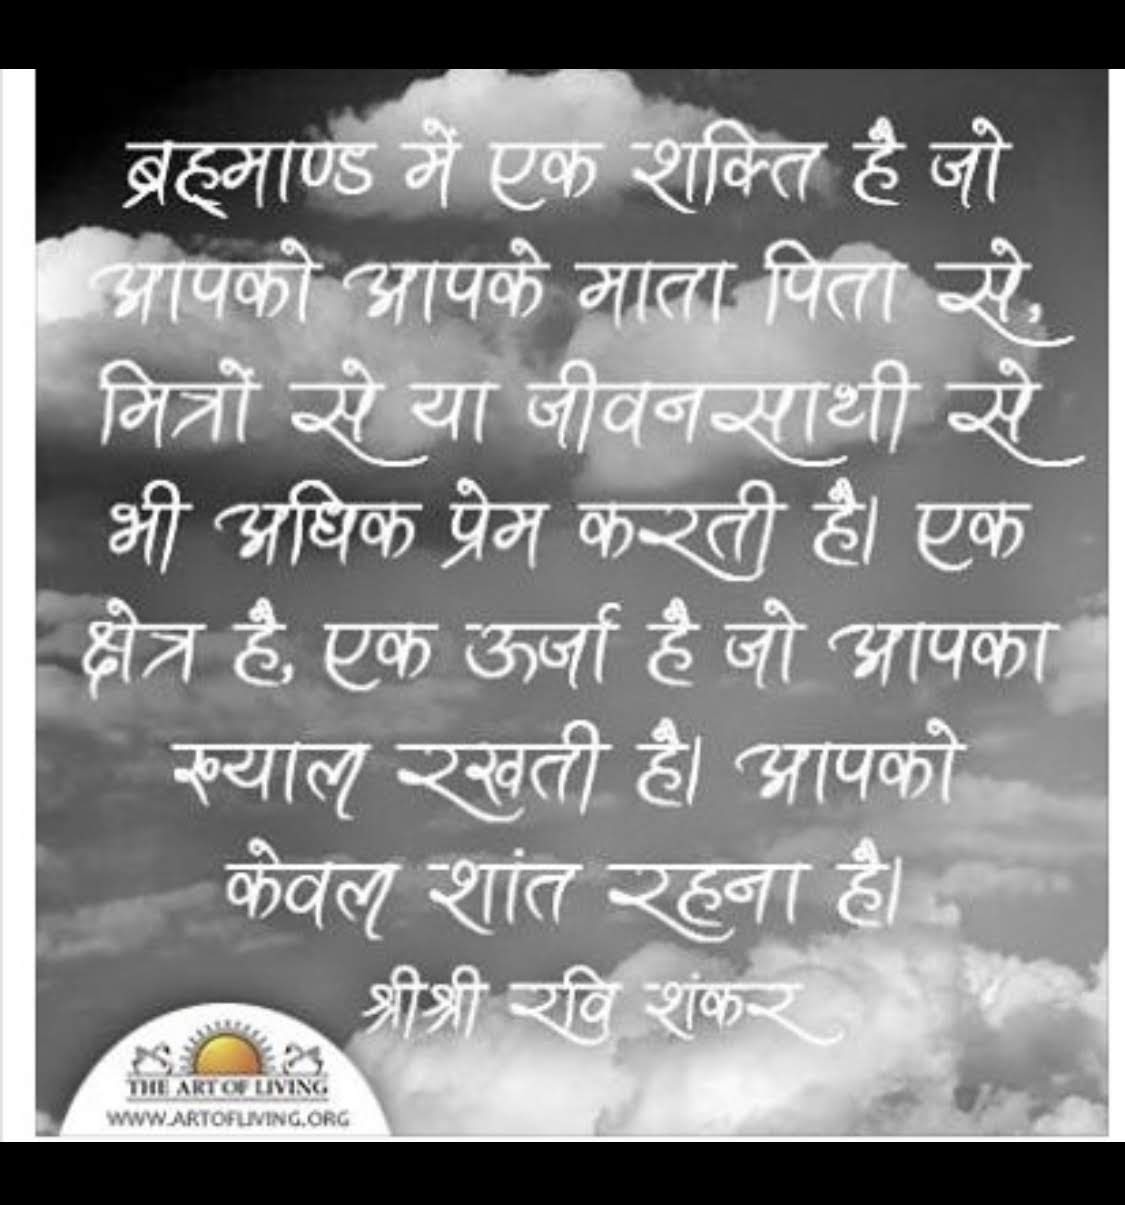 ब्रह्माण्ड में एक शक्ति है जो
आपको आपके माता पिता से,
मित्रों से या जीवनसाथी से
भी अधिक प्रेम करती है। एक
क्षेत्र है, एक ऊर्जा है जो आपका
ख्याल रखती है। आपको
केवल शांत रहना है।
श्रीश्री रवि शंकर
THE ART OF LIVING
WWW.ARTOFLIVING.ORG